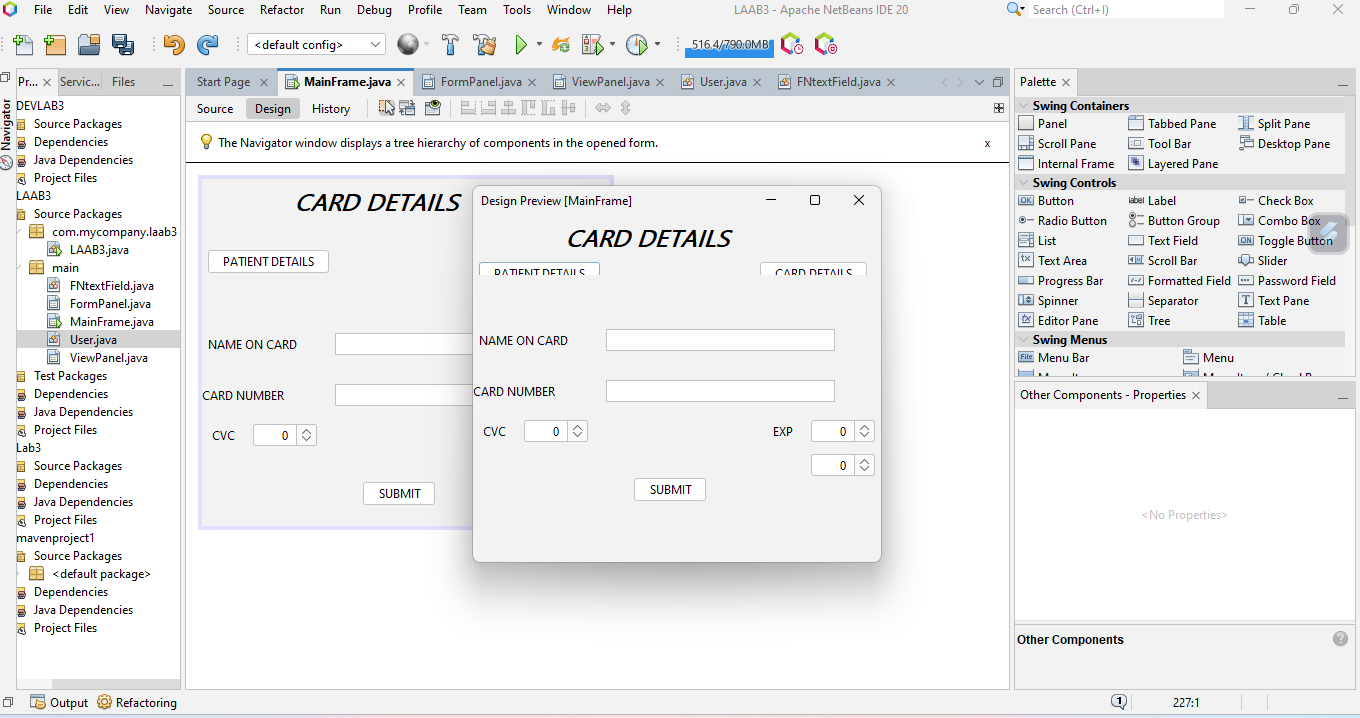 File Edit View Navigate Source Refactor Run Debug Profile Team Tools Window Help LAAB3 - Apache NetBeans IDE 20 Search (Ctrl+I)
<default config> 516.4/790.0MB
Pr... Servic... Files
Navigator
DEVLAB3
Source Packages
Dependencies
Java Dependencies
Project Files
LAAB3
Source Packages
com.mycompany.laab3
LAAB3.java
main
FNtextField.java
FormPanel.java
MainFrame.java
User.java
ViewPanel.java
Test Packages
Dependencies
Java Dependencies
Project Files
Lab3
Source Packages
Dependencies
Java Dependencies
Project Files
mavenproject1
Source Packages
<default package>
Dependencies
Java Dependencies
Project Files
Start Page MainFrame.java FormPanel.java ViewPanel.java User.java FNtextField.java
Source Design History
The Navigator window displays a tree hierarchy of components in the opened form. x
CARD DETAILS
PATIENT DETAILS
NAME ON CARD
CARD NUMBER
CVC 0
SUBMIT
Design Preview [MainFrame]
CARD DETAILS
PATIENT DETAILS CARD DETAILS
NAME ON CARD
CARD NUMBER
CVC 0 EXP 0
0
SUBMIT
Palette
Swing Containers
Panel Tabbed Pane Split Pane
Scroll Pane Tool Bar Desktop Pane
Internal Frame Layered Pane
Swing Controls
Button Label Check Box
Radio Button Button Group Combo Box
List Text Field Toggle Button
Text Area Scroll Bar Slider
Progress Bar Formatted Field Password Field
Spinner Separator Text Pane
Editor Pane Tree Table
Swing Menus
Menu Bar Menu
Other Components - Properties
<No Properties>
Other Components
Output Refactoring 1 227:1